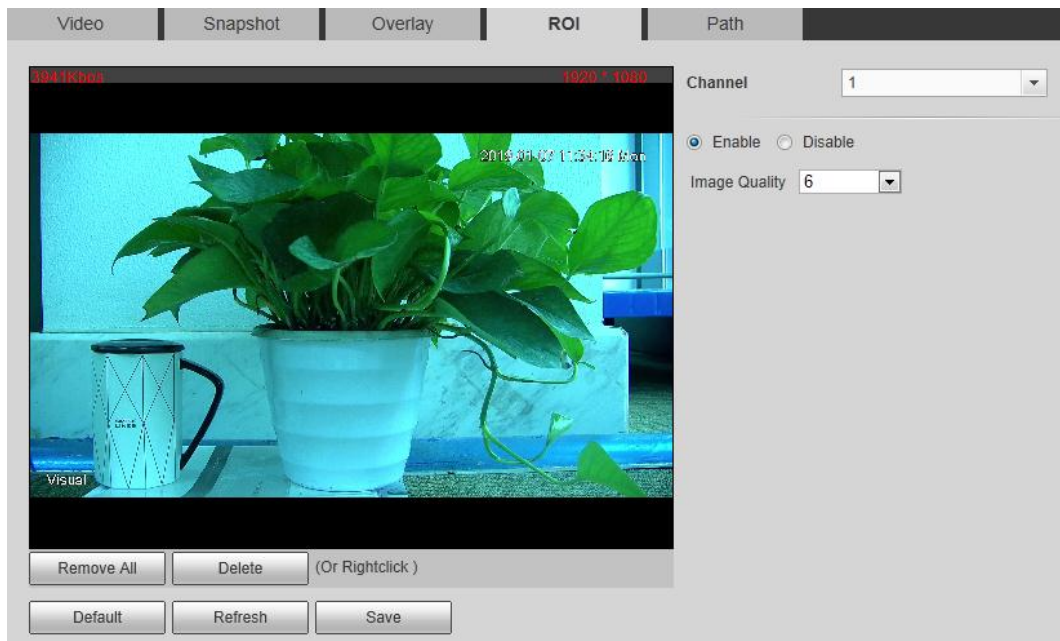 Video Snapshot Overlay ROI Path
3941Kbps 1920 * 1080
Channel 1
Enable Disable
Image Quality 6
Visual
Remove All Delete (Or Rightclick )
Default Refresh Save